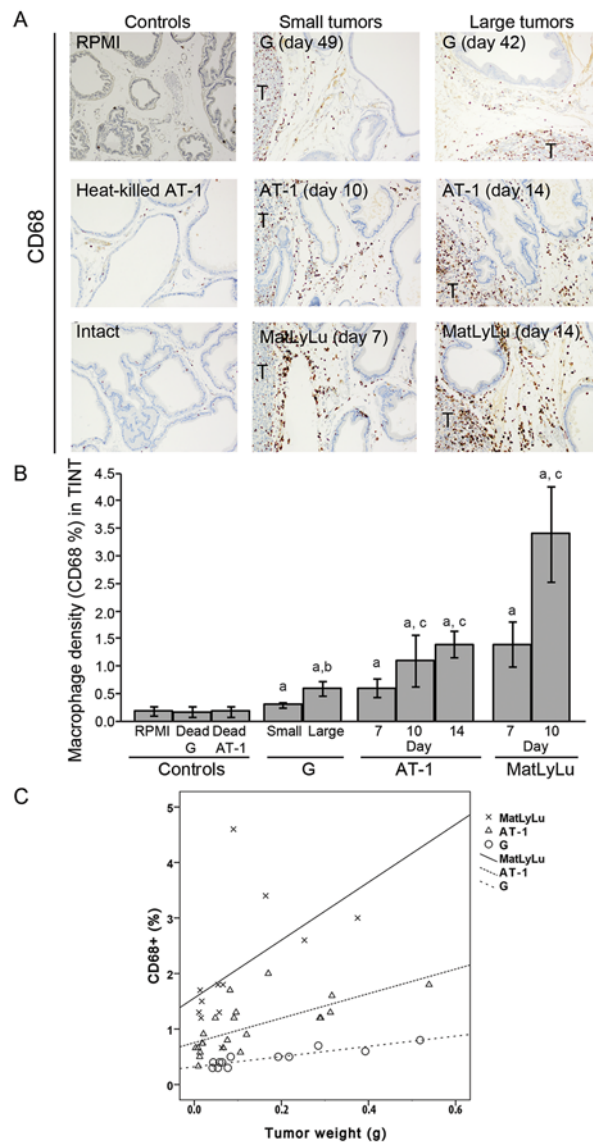 A
Controls
Small tumors
Large tumors
CD68
RPMI
G (day 49)
T
G (day 42)
T
Heat-killed AT-1
AT-1 (day 10)
T
AT-1 (day 14)
T
Intact
MatLyLu (day 7)
T
MatLyLu (day 14)
T
B
Macrophage density (CD68 %) in TINT
4.5
4.0
3.5
3.0
2.5
2.0
1.5
1.0
0.5
0.0
a
a,b
a
a, c
a, c
a
a, c
RPMI Dead Dead Small Large 7 10 14 7 10
G AT-1 Day Day
Controls G AT-1 MatLyLu
C
CD68+ (%)
5
4
3
2
1
0
0.0 0.2 0.4 0.6
Tumor weight (g)
MatLyLu
AT-1
G
MatLyLu
AT-1
G